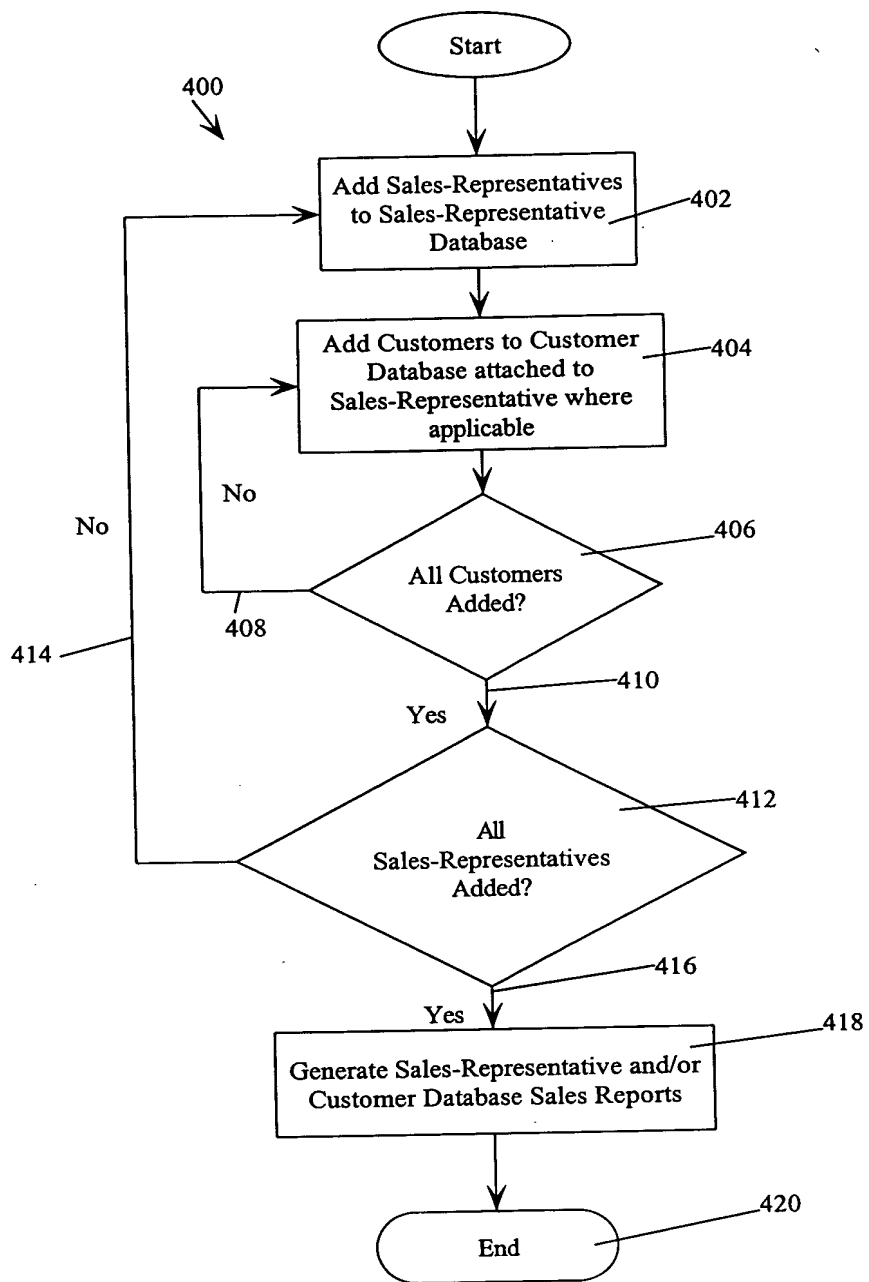 Start
400
Add Sales-Representatives
to Sales-Representative
Database
402
Add Customers to Customer
Database attached to
Sales-Representative where
applicable
404
No
No
406
All Customers
Added?
408
414
410
Yes
412
All
Sales-Representatives
Added?
416
Yes
418
Generate Sales-Representative and/or
Customer Database Sales Reports
420
End